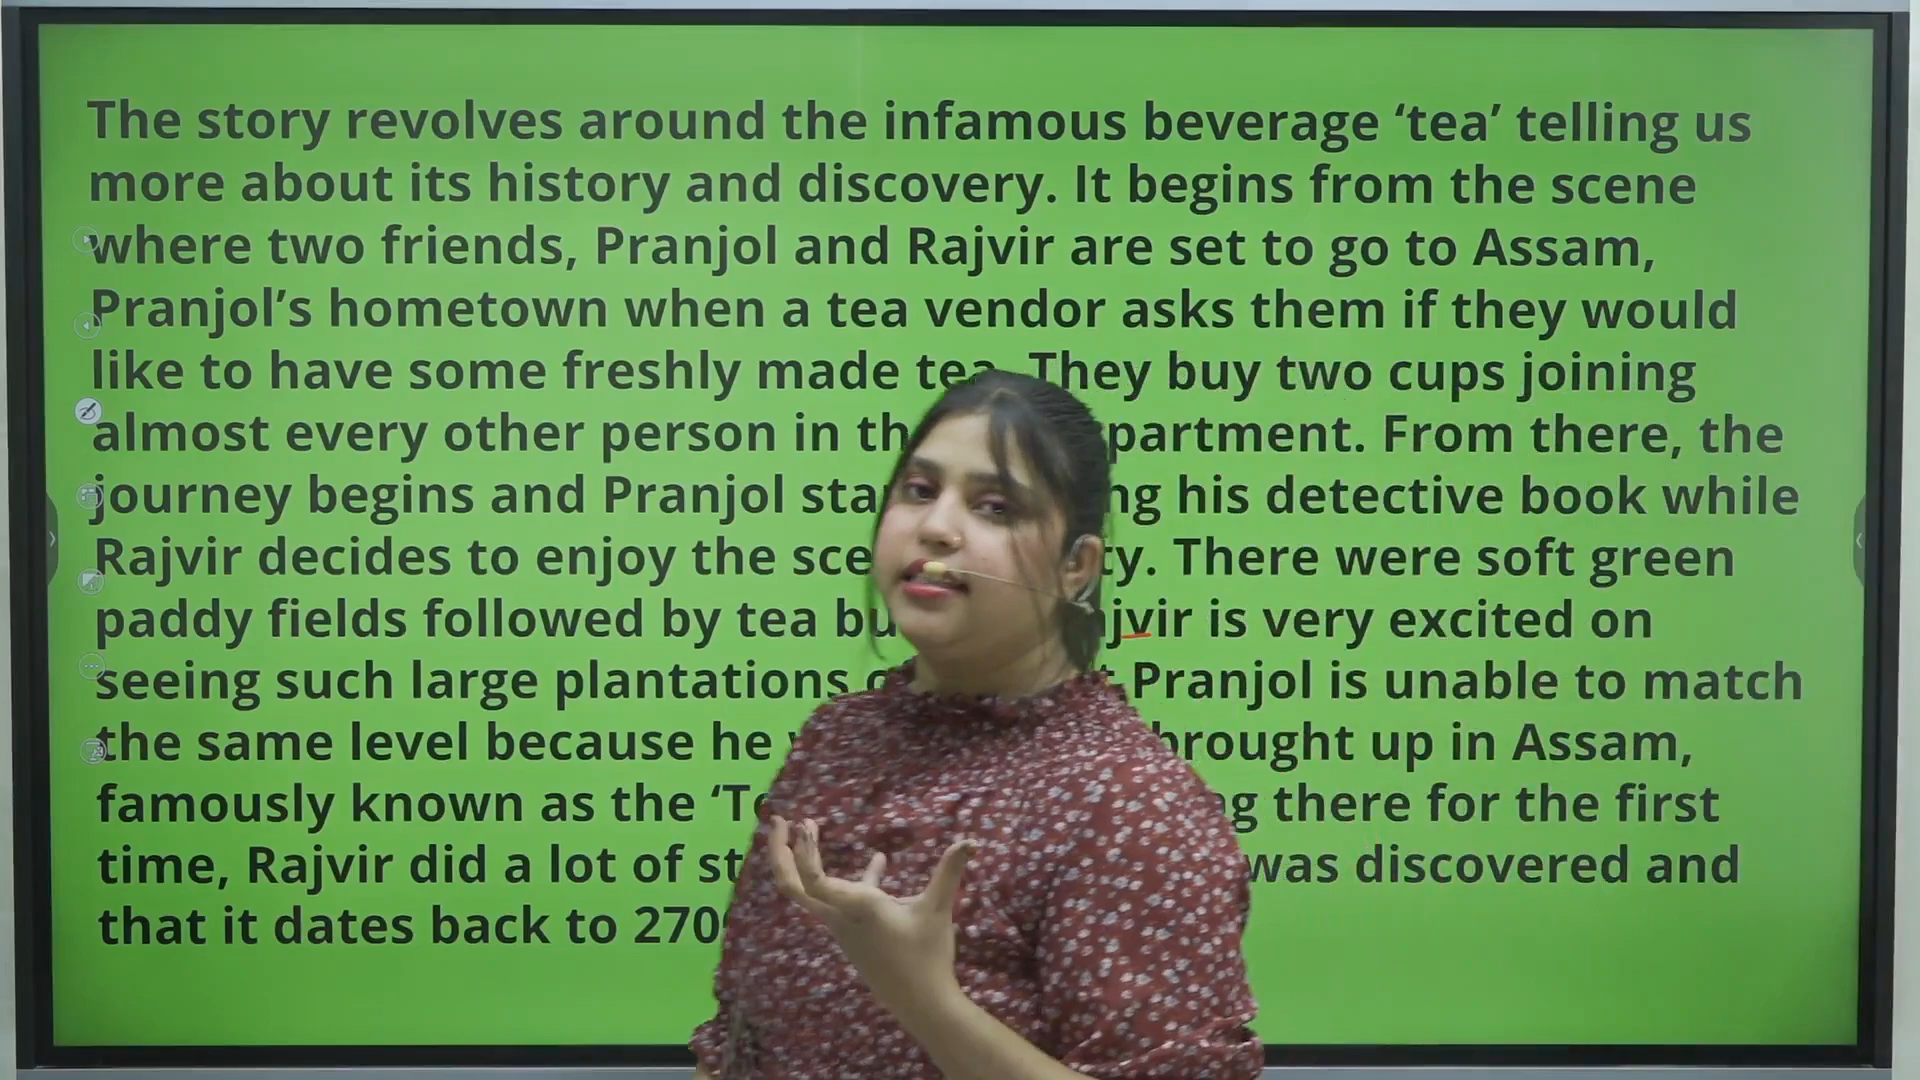 The story revolves around the infamous beverage ‘tea’ telling us
more about its history and discovery. It begins from the scene
where two friends, Pranjol and Rajvir are set to go to Assam,
Pranjol’s hometown when a tea vendor asks them if they would
like to have some freshly made tea. They buy two cups joining
almost every other person in partment. From there, the
journey begins and Pranjol his detective book while
Rajvir decides to enjoy the There were soft green
paddy fields followed by tea Rajvir is very excited on
seeing such large plantations Pranjol is unable to match
the same level because he brought up in Assam,
famously known as the there for the first
time, Rajvir did a lot of was discovered and
that it dates back to 270